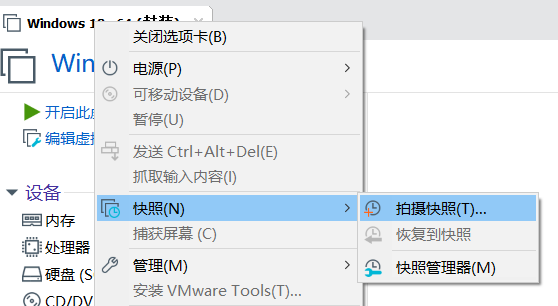 Windows 10 x64 (封装)
关闭选项卡(B)
Win
电源(P)
可移动设备(D)
开启此虚
暂停(U)
编辑虚拟
发送 Ctrl+Alt+Del(E)
抓取输入内容(I)
设备
快照(N)
拍摄快照(T)...
内存
捕获屏幕 (C)
恢复到快照
处理器
管理(M)
快照管理器(M)
硬盘 (S
安装 VMware Tools(T)...
CD/DV